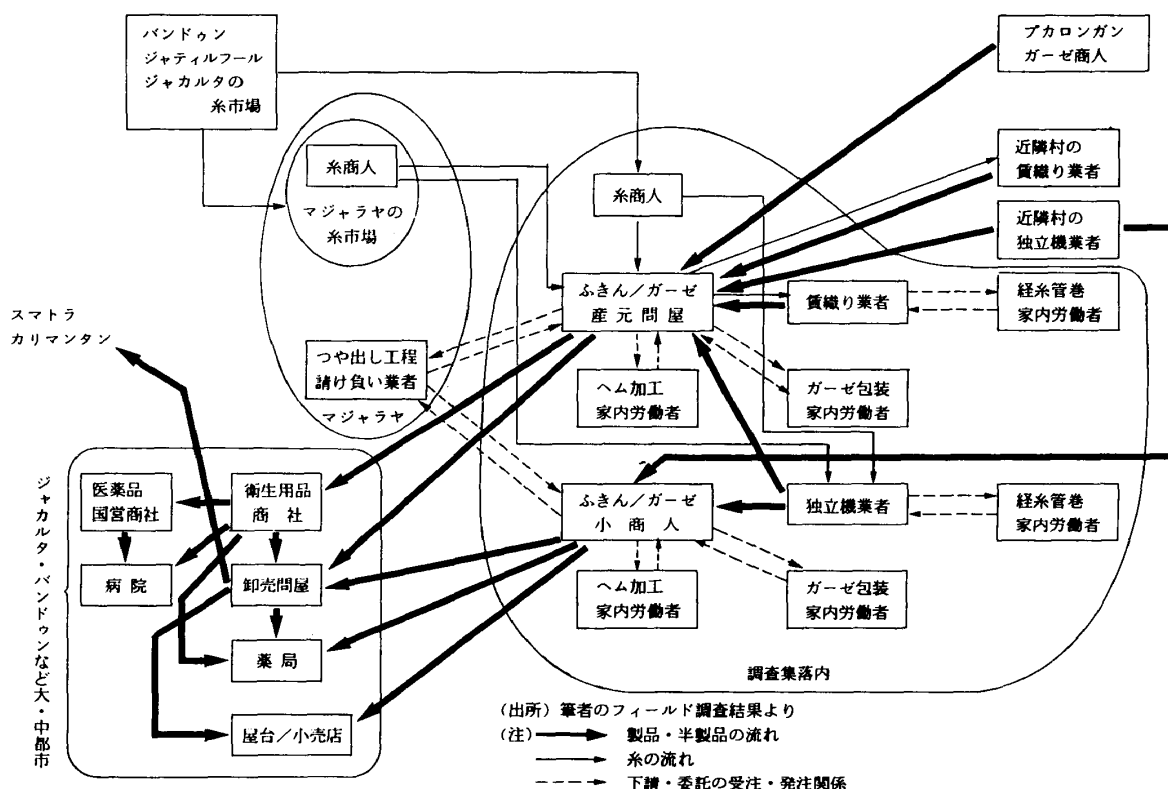 バンドゥン
ジャティルフール
ジャカルタの
糸市場
プカロンガン
ガーゼ商人
糸商人
マジャラヤの
糸市場
糸商人
近隣村の
賃織り業者
近隣村の
独立機業者
ふきん/ガーゼ
産元問屋
賃織り業者
経糸管巻
家内労働者
スマトラ
カリマンタン
つや出し工程
請け負い業者
マジャラヤ
ヘム加工
家内労働者
ガーゼ包装
家内労働者
ジャカルタ・バンドゥンなど大・中都市
医薬品
国営商社
衛生用品
商社
ふきん/ガーゼ
小商人
独立機業者
経糸管巻
家内労働者
病院
卸売問屋
ヘム加工
家内労働者
ガーゼ包装
家内労働者
薬局
調査集落内
屋台/小売店
(出所)筆者のフィールド調査結果より
(注) 製品・半製品の流れ
糸の流れ
下請・委託の受注・発注関係